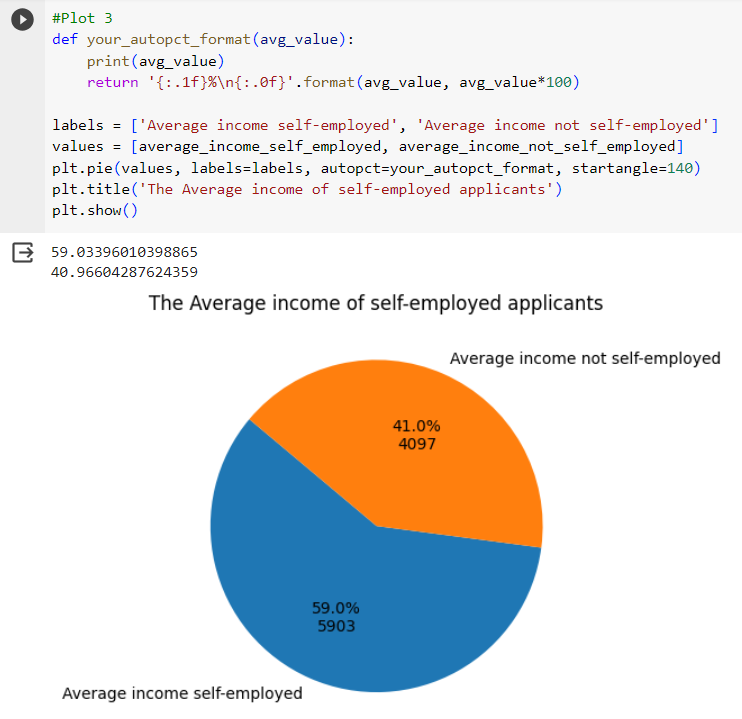 #Plot 3
def your_autopct_format(avg_value):
    print(avg_value)
    return '{:.1f}%\n{:.0f}'.format(avg_value, avg_value*100)

labels = ['Average income self-employed', 'Average income not self-employed']
values = [average_income_self_employed, average_income_not_self_employed]
plt.pie(values, labels=labels, autopct=your_autopct_format, startangle=140)
plt.title('The Average income of self-employed applicants')
plt.show()
59.03396010398865
40.96604287624359
The Average income of self-employed applicants
Average income not self-employed
41.0%
4097
59.0%
5903
Average income self-employed